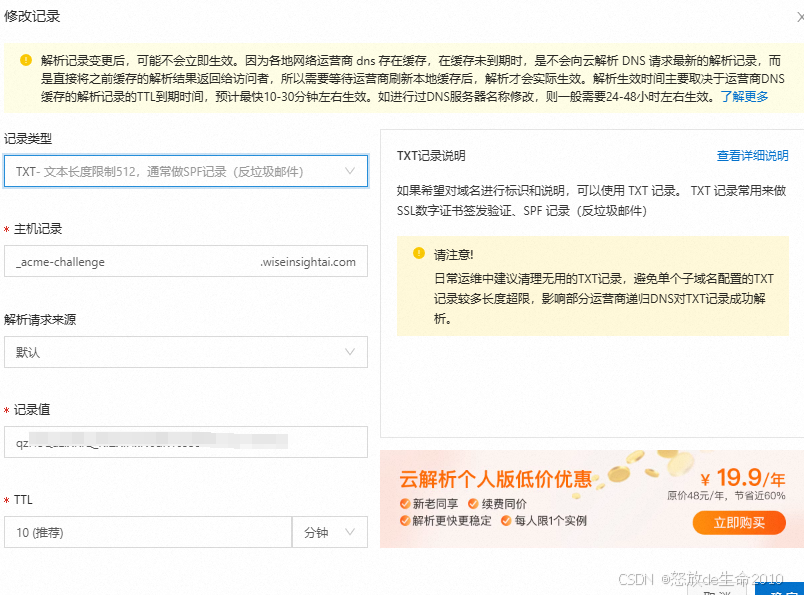 修改记录
解析记录变更后，可能不会立即生效。因为各地网络运营商 dns 存在缓存，在缓存未到期时，是不会向云解析 DNS 请求最新的解析记录，而
是直接将之前缓存的解析结果返回给访问者，所以需要等待运营商刷新本地缓存后，解析才会实际生效。解析生效时间主要取决于运营商DNS
缓存的解析记录的TTL到期时间，预计最快10-30分钟左右生效。如进行过DNS服务器名称修改，则一般需要24-48小时左右生效。了解更多
记录类型
TXT- 文本长度限制512，通常做SPF记录（反垃圾邮件）
* 主机记录
_acme-challenge .wiseinsightai.com
解析请求来源
默认
* 记录值
qz
* TTL
10 (推荐) 分钟
TXT记录说明 查看详细说明
如果希望对域名进行标识和说明，可以使用 TXT 记录。 TXT 记录常用来做
SSL数字证书签发验证、SPF 记录（反垃圾邮件）
请注意!
日常运维中建议清理无用的TXT记录，避免单个子域名配置的TXT
记录较多长度超限，影响部分运营商递归DNS对TXT记录成功解
析。
云解析个人版低价优惠
新老同享 续费同价
解析更快更稳定 每人限1个实例
¥ 19.9/年
原价48元/年，节省近60%
立即购买
CSDN @怒放de生命2010
取消 确定